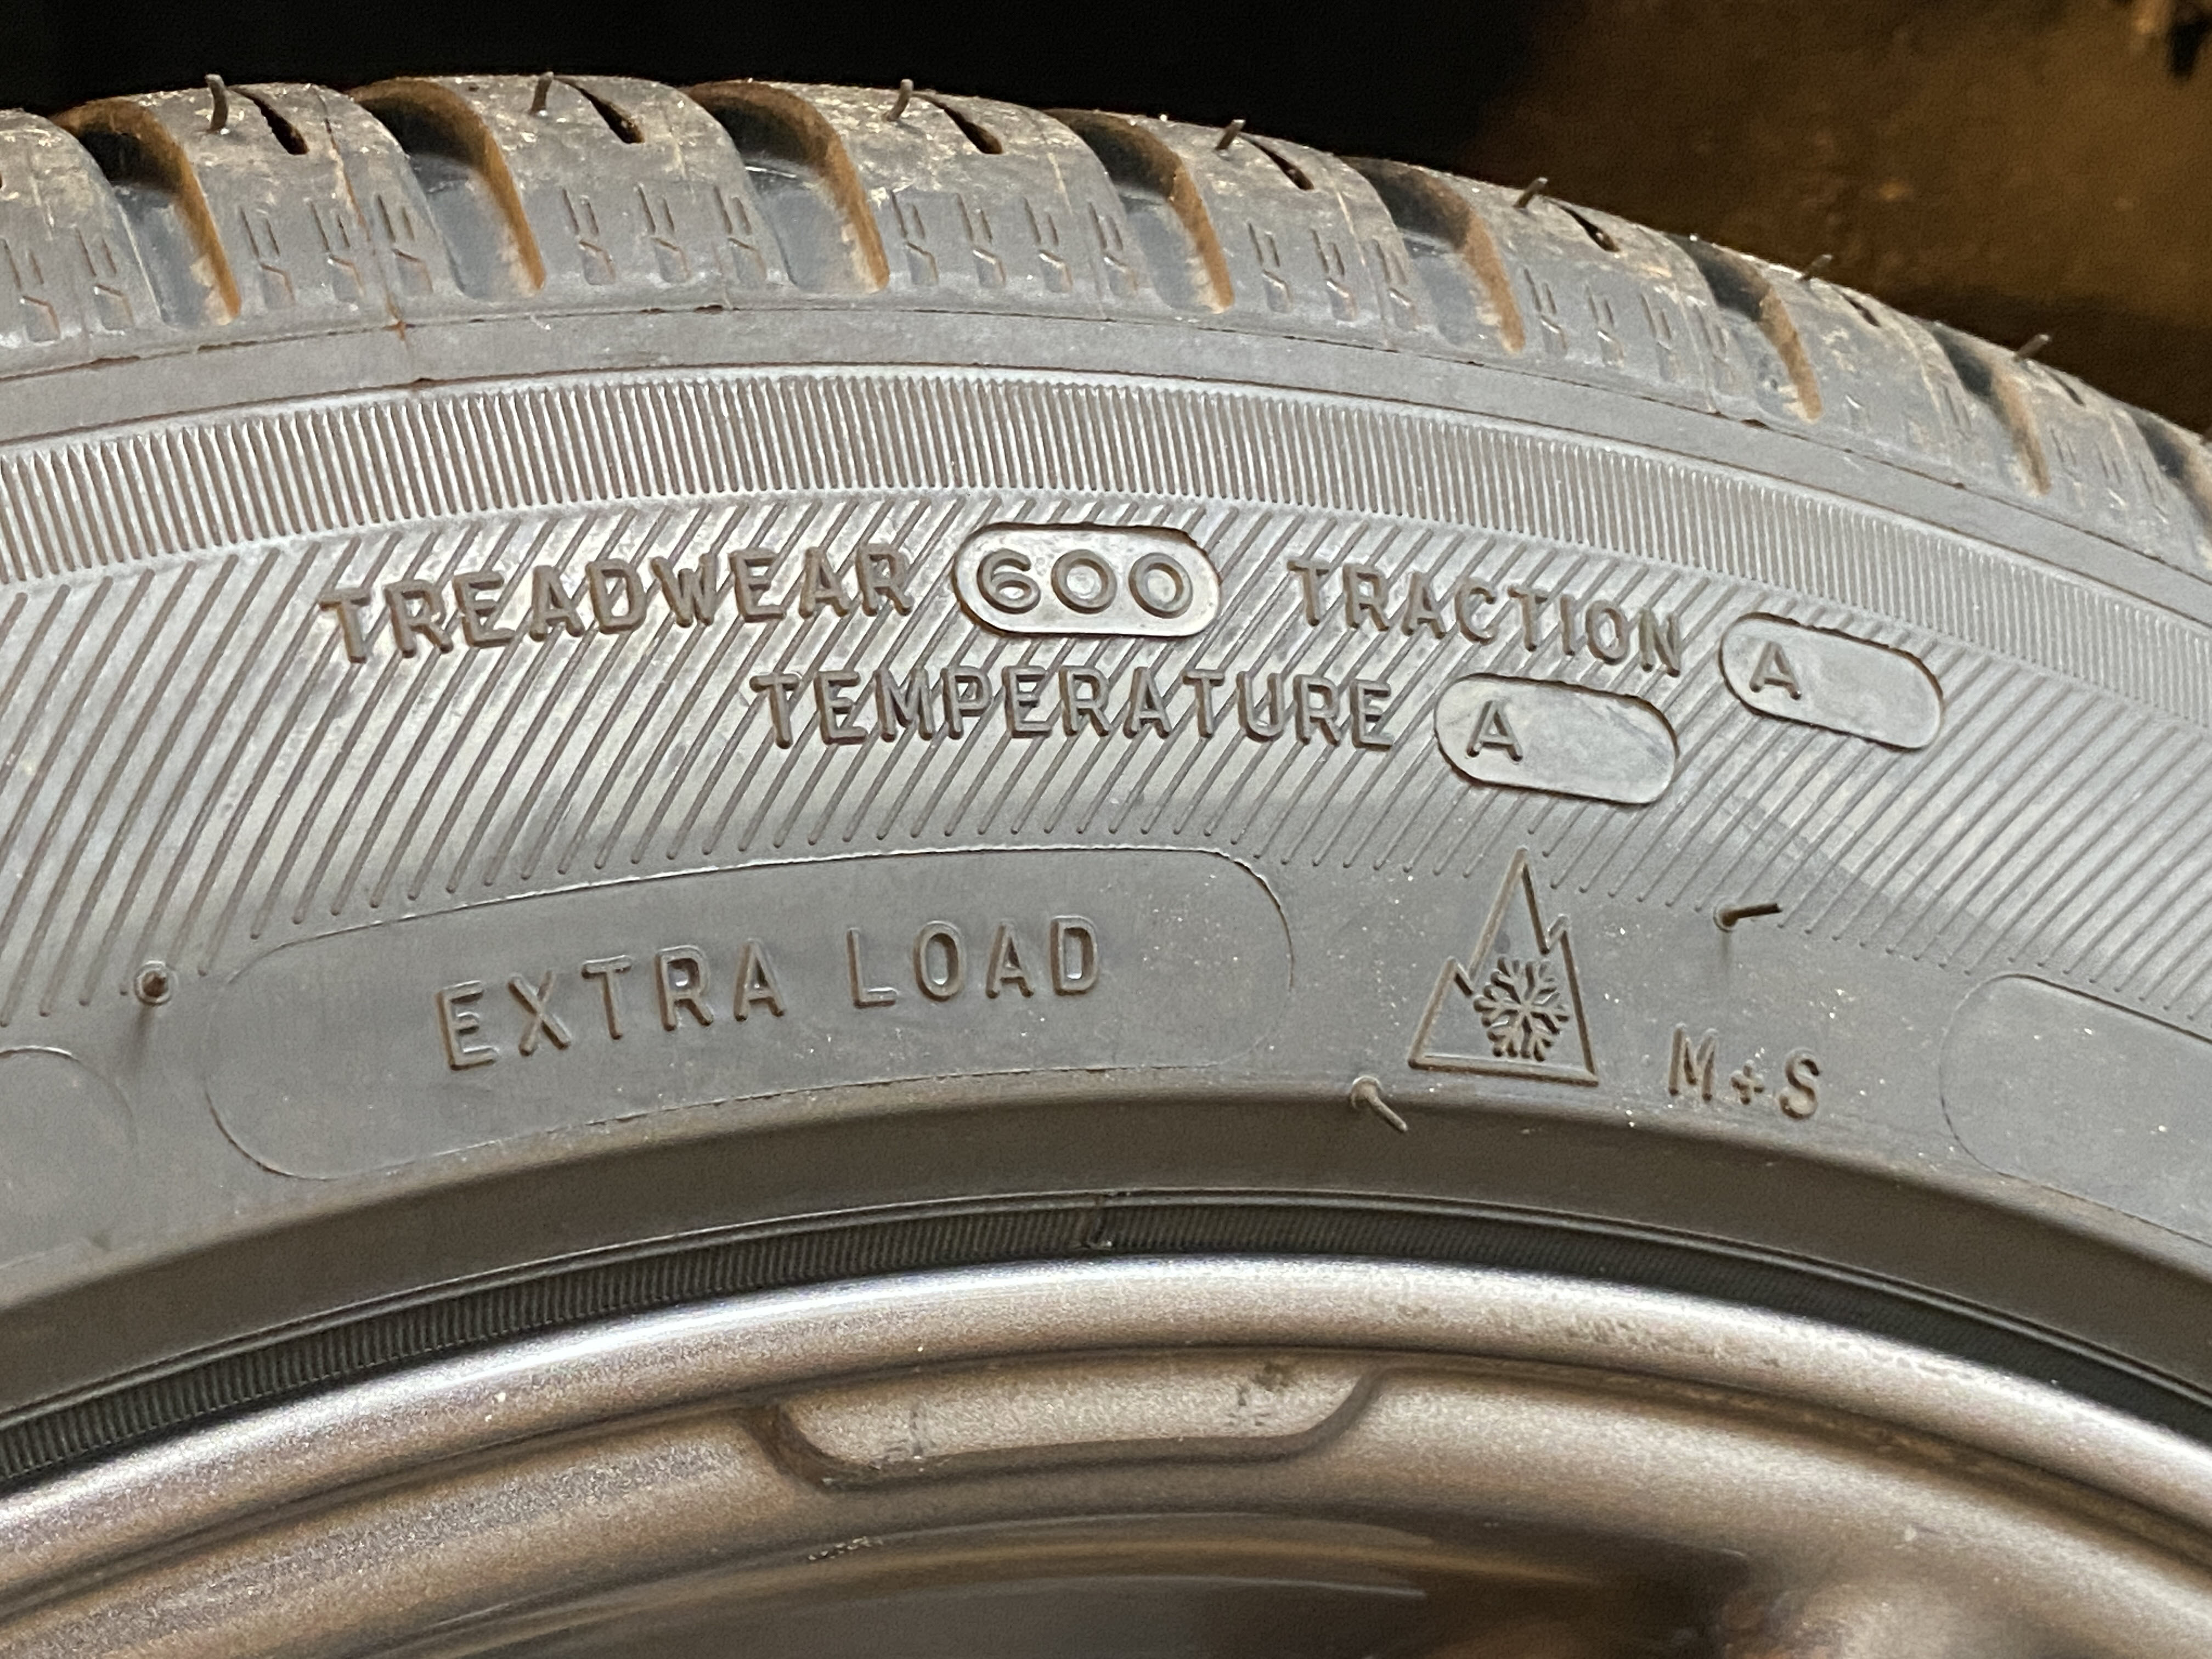 TREADWEAR 600 TRACTION A
TEMPERATURE A
EXTRA LOAD
M+S